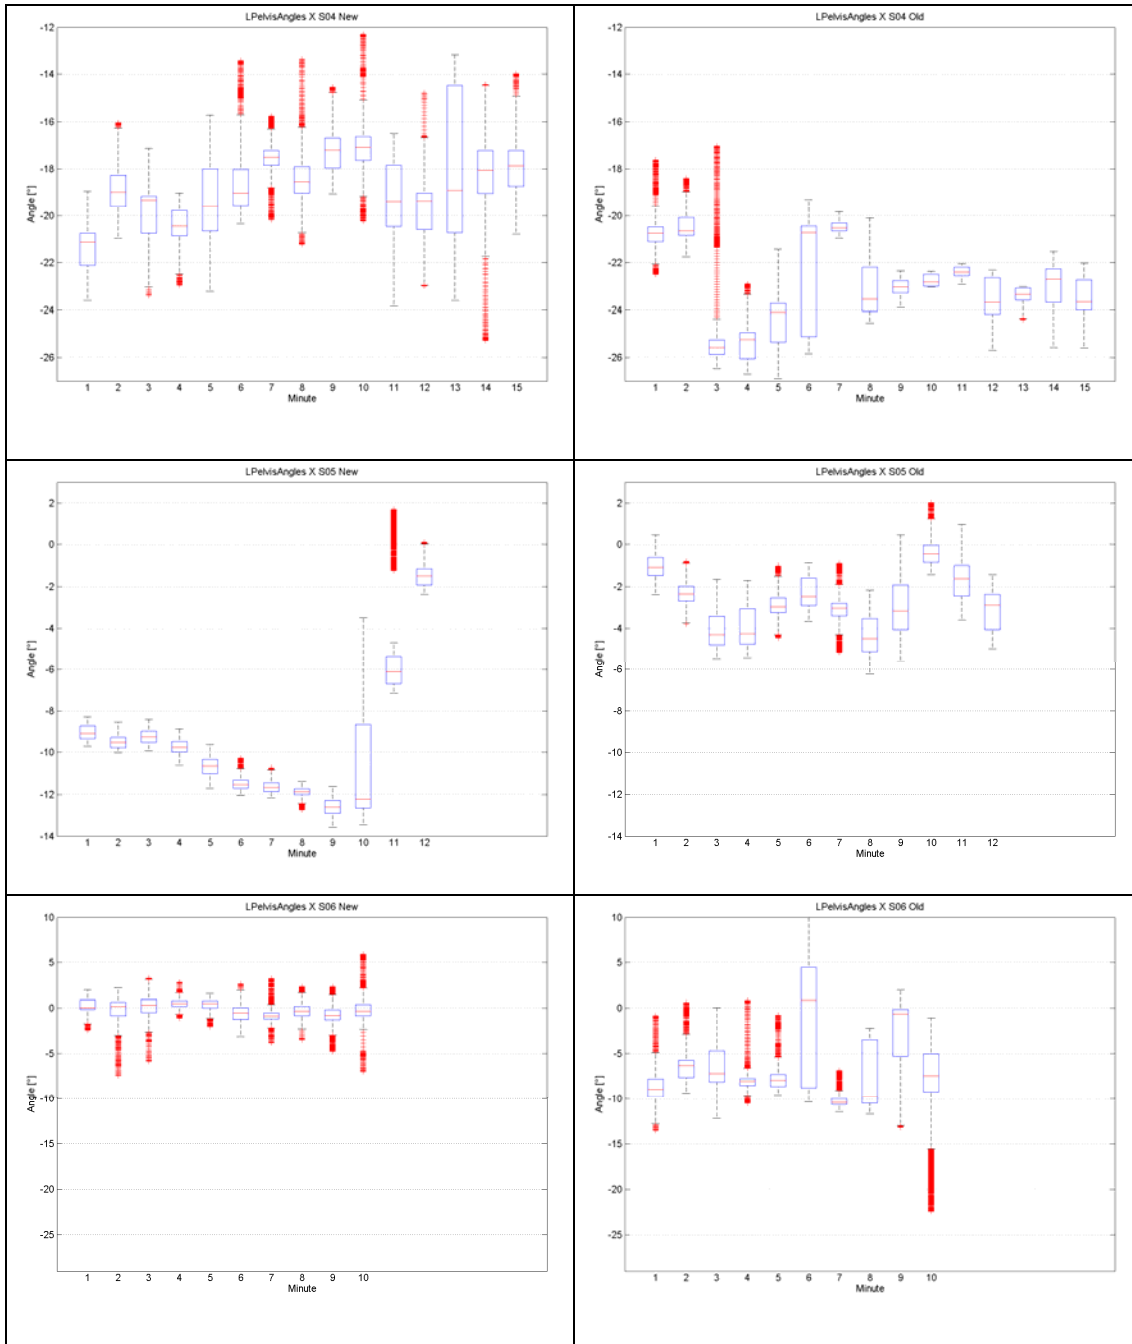 LPelvisAngles X S04 New
Angle [°]
-12
-14
-16
-18
-20
-22
-24
-26
1 2 3 4 5 6 7 8 9 10 11 12 13 14 15
Minute
LPelvisAngles X S04 Old
Angle [°]
-12
-14
-16
-18
-20
-22
-24
-26
1 2 3 4 5 6 7 8 9 10 11 12 13 14 15
Minute
LPelvisAngles X S05 New
Angle [°]
2
0
-2
-4
-6
-8
-10
-12
-14
1 2 3 4 5 6 7 8 9 10 11 12
Minute
LPelvisAngles X S05 Old
Angle [°]
2
0
-2
-4
-6
-8
-10
-12
-14
1 2 3 4 5 6 7 8 9 10 11 12
Minute
LPelvisAngles X S06 New
Angle [°]
10
5
0
-5
-10
-15
-20
-25
1 2 3 4 5 6 7 8 9 10
Minute
LPelvisAngles X S06 Old
Angle [°]
10
5
0
-5
-10
-15
-20
-25
1 2 3 4 5 6 7 8 9 10
Minute